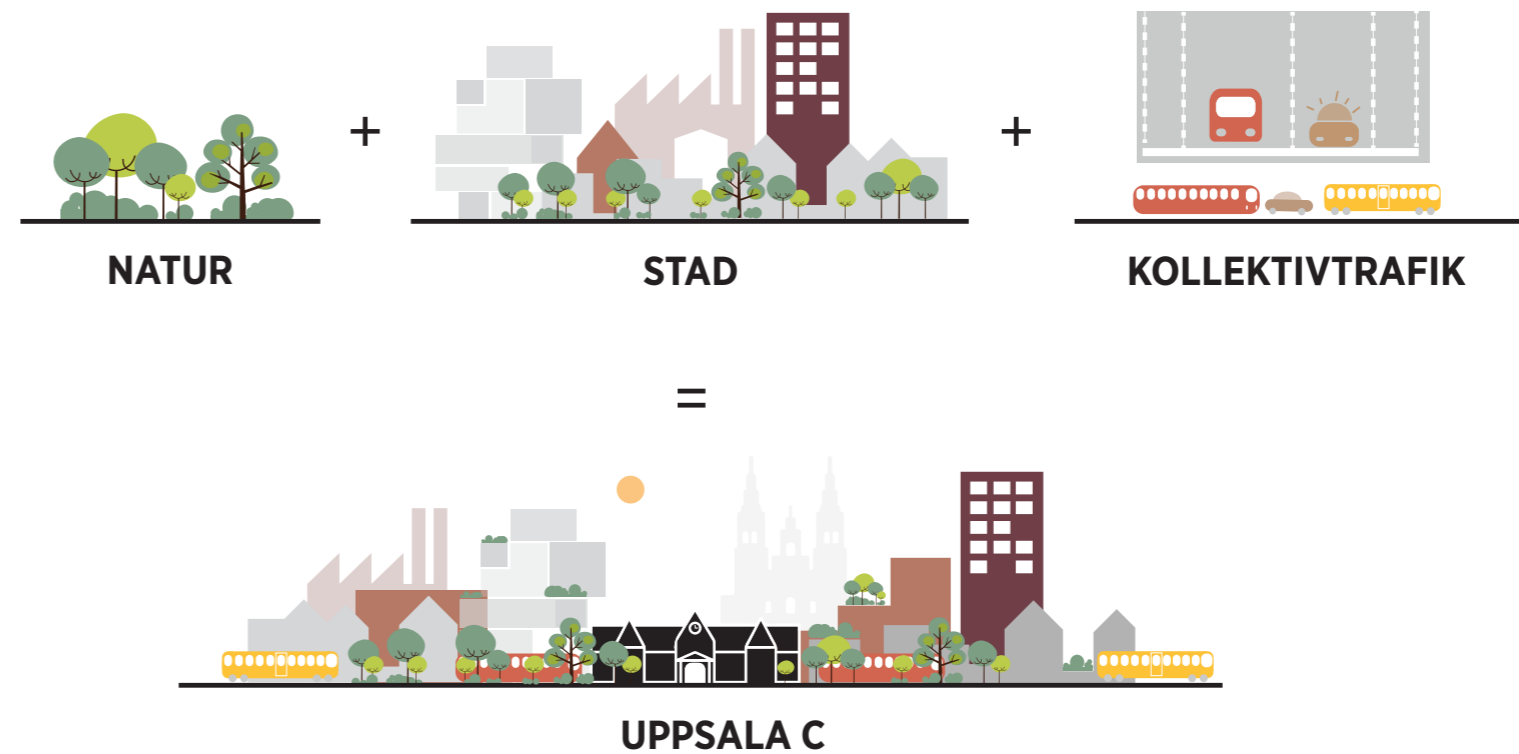 NATUR + STAD + KOLLEKTIVTRAFIK
=
UPPSALA C